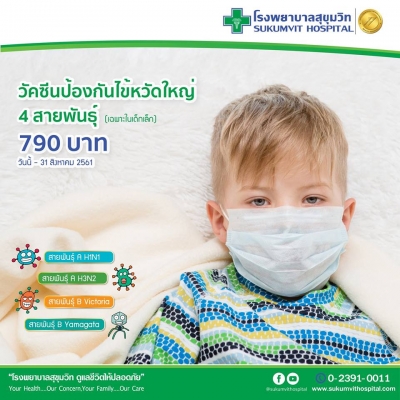 โรงพยาบาลสุขุมวิท
SUKUMVIT HOSPITAL
วัคซีนป้องกันไข้หวัดใหญ่
4 สายพันธุ์ (เฉพาะในเด็กเล็ก)
790 บาท
วันนี้ - 31 สิงหาคม 2561
สายพันธุ์ A H1N1
สายพันธุ์ A H3N2
สายพันธุ์ B Victoria
สายพันธุ์ B Yamagata
"โรงพยาบาลสุขุมวิท ดูแลชีวิตให้ปลอดภัย"
Your Health...Our Concern,Your Family....Our Care
@sukumvithospital
0-2391-0011
www.sukumvithospital.com